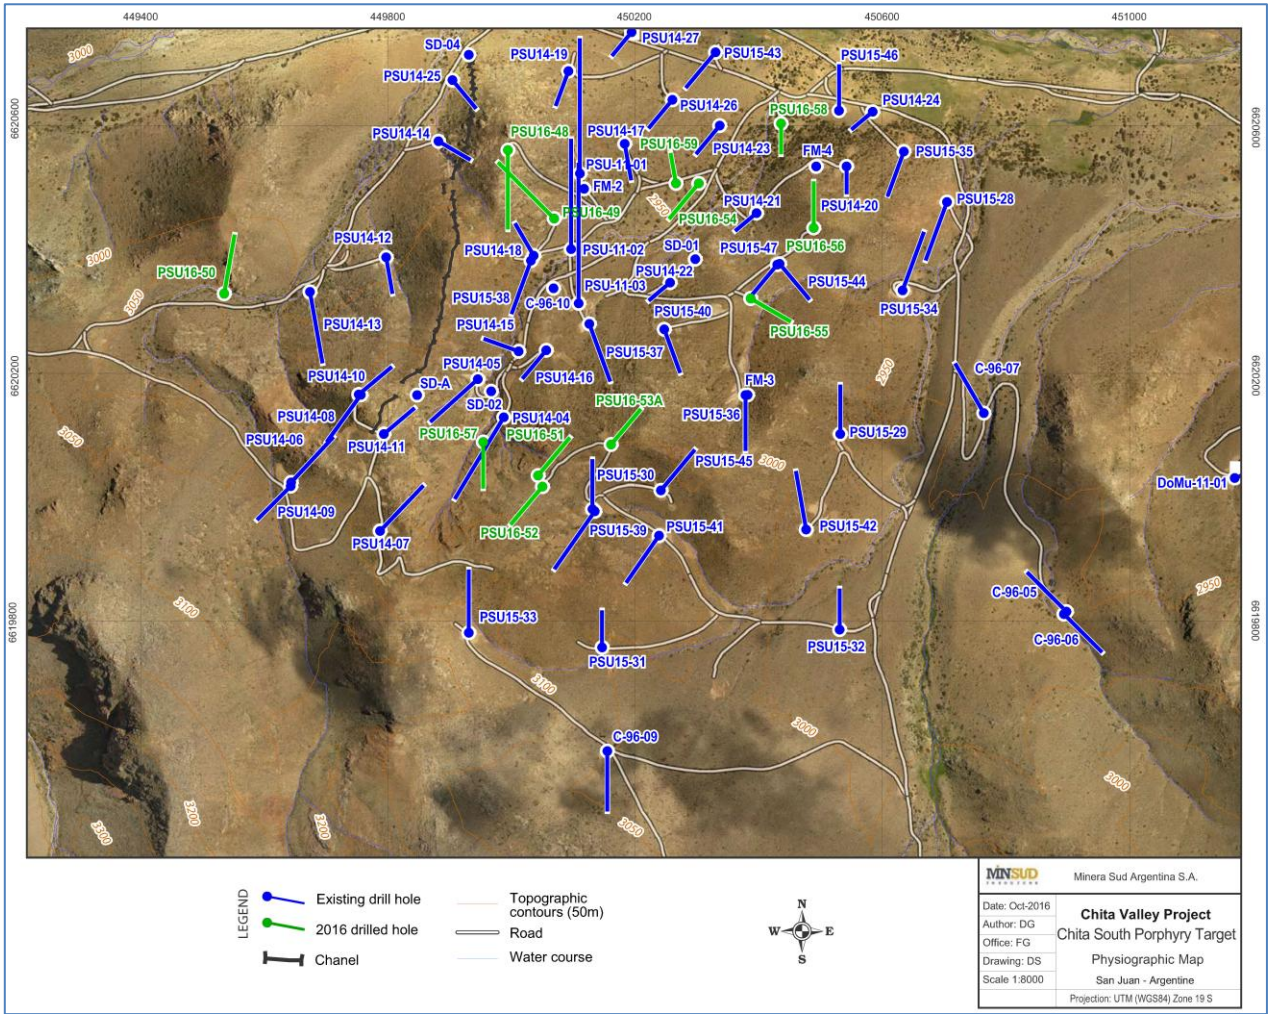 449400
449800
450200
450600
451000
3000
SD-04
PSU14-19
PSU14-27
PSU15-43
PSU15-46
PSU14-25
PSU14-26
PSU14-24
PSU16-58
6620600
6620600
PSU14-14
PSU16-48
PSU14-17
PSU16-59
PSU14-23
FM-4
PSU15-35
PSU-11-01
FM-2
2950
PSU14-21
PSU14-20
PSU15-28
PSU16-49
PSU16-54
PSU14-12
PSU14-18
PSU-11-02
SD-01
PSU15-47
PSU16-56
3000
PSU16-50
PSU14-22
PSU15-44
PSU-11-03
3050
PSU15-38
C-96-10
PSU15-34
PSU14-13
PSU14-15
PSU15-40
PSU16-55
PSU15-37
PSU14-05
PSU14-10
PSU14-16
2950
C-96-07
6620200
6620200
SD-A
FM-3
SD-02
PSU16-53A
PSU14-08
PSU14-04
PSU15-36
PSU14-06
PSU14-11
PSU16-57
PSU16-51
PSU15-29
3050
PSU15-45
3000
PSU15-30
DoMu-11-01
PSU14-09
PSU16-52
PSU15-39
PSU15-41
PSU15-42
PSU14-07
2950
C-96-05
3100
PSU15-33
6619800
6619800
C-96-06
PSU15-32
PSU15-31
3100
3000
C-96-09
3000
3200
3200
3050
3300
LEGEND
Existing drill hole
2016 drilled hole
Chanel
Topographic
contours (50m)
Road
Water course
N
W
E
S
MINSUD
RESOURCES
Minera Sud Argentina S.A.
Date: Oct-2016
Author: DG
Office: FG
Drawing: DS
Scale 1:8000
Chita Valley Project
Chita South Porphyry Target
Physiographic Map
San Juan - Argentine
Projection: UTM (WGS84) Zone 19 S